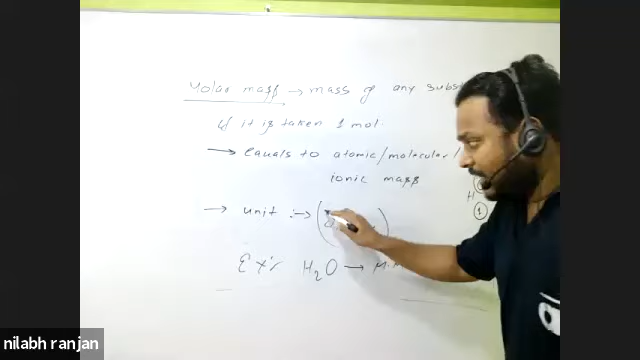 Molar mass → mass of any subs
if it is taken 1 mol.
→ Equals to atomic/molecular/
ionic mass
H
1
→ unit :→ (
Ex:- H2O → M.M
nilabh ranjan